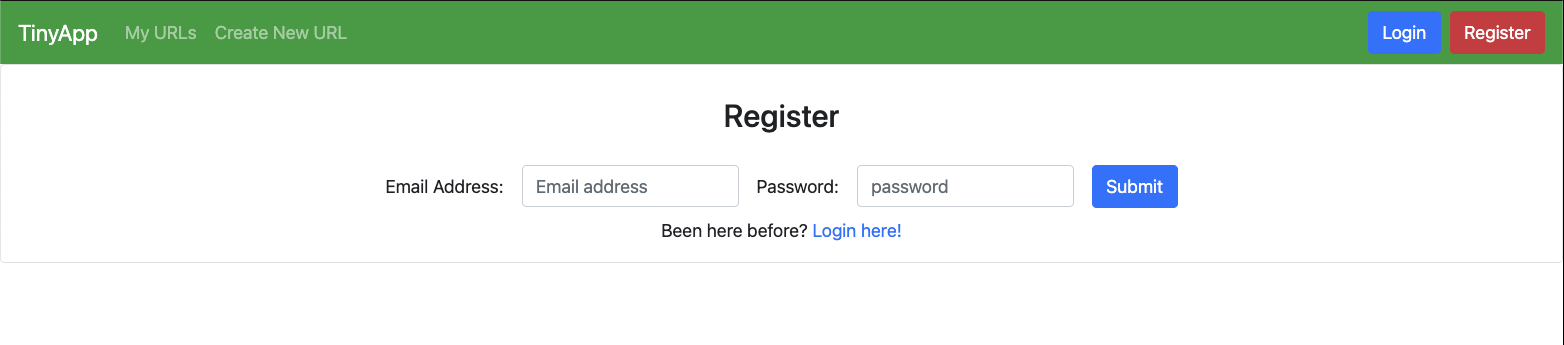 TinyApp My URLs Create New URL Login Register
Register
Email Address: Email address Password: password Submit
Been here before? Login here!